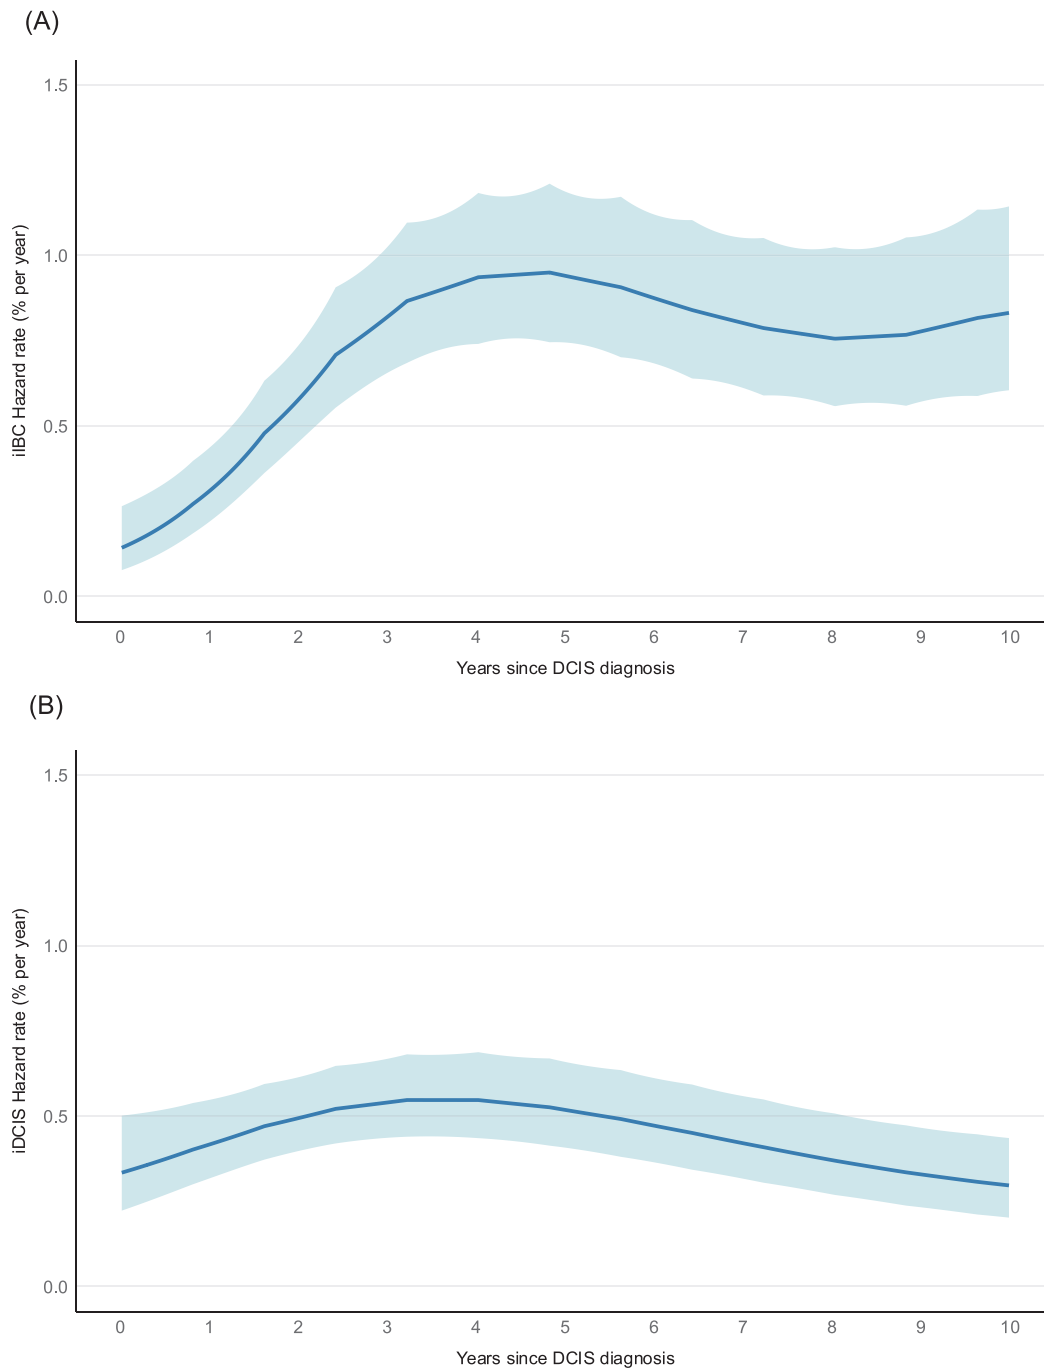 (A)
iIBC Hazard rate (% per year)
1.5
1.0
0.5
0.0
0 1 2 3 4 5 6 7 8 9 10
Years since DCIS diagnosis
(B)
iDCIS Hazard rate (% per year)
1.5
1.0
0.5
0.0
0 1 2 3 4 5 6 7 8 9 10
Years since DCIS diagnosis